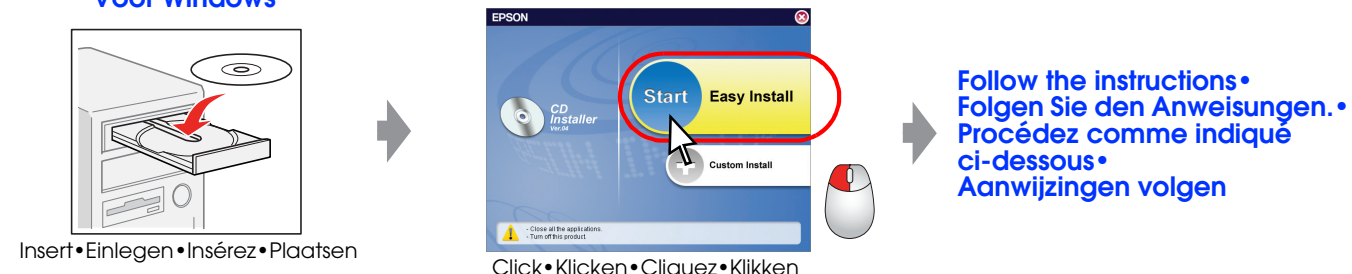 voor Windows
EPSON
CD
Installer
Ver.04
Start Easy Install
Custom Install
- Close all the applications.
- Turn off this product.
Insert•Einlegen•Insérez•Plaatsen
Click•Klicken•Cliquez•Klikken
Follow the instructions•
Folgen Sie den Anweisungen.•
Procédez comme indiqué
ci-dessous•
Aanwijzingen volgen